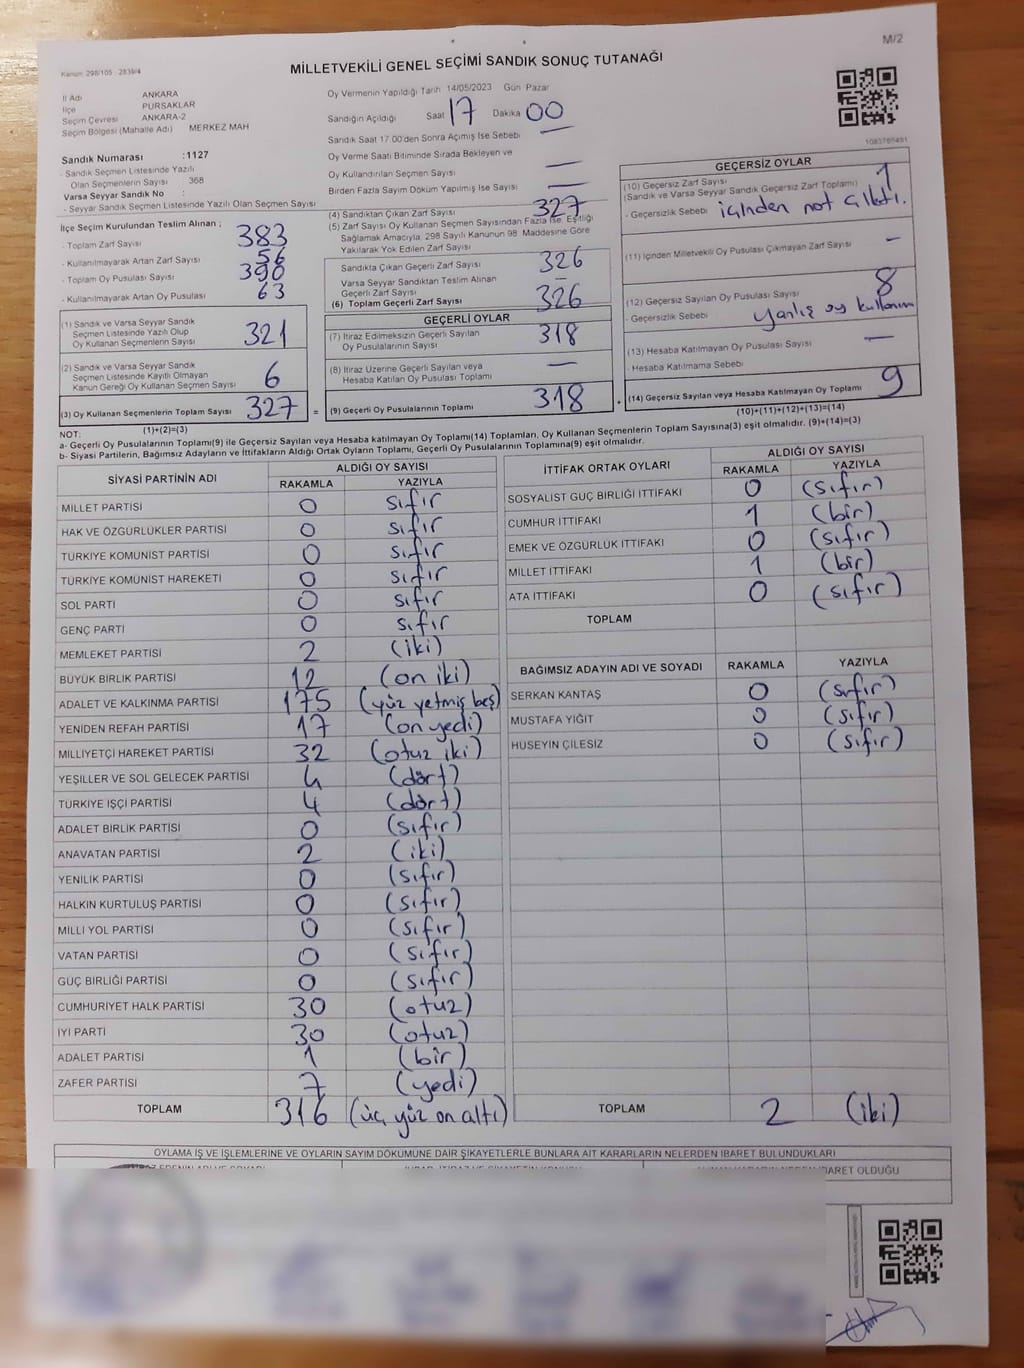 M/2
Kanun: 298/105 - 2839/4
MİLLETVEKİLİ GENEL SEÇİMİ SANDIK SONUÇ TUTANAĞI
İl Adı ANKARA
İlçe PURSAKLAR
Seçim Çevresi ANKARA-2
Seçim Bölgesi (Mahalle Adı) MERKEZ MAH
Oy Vermenin Yapıldığı Tarih 14/05/2023 Gün Pazar
Sandığın Açıldığı Saat 17 Dakika 00
Sandık Saat 17.00'den Sonra Açılmış İse Sebebi —
Oy Verme Saati Bitiminde Sırada Bekleyen ve
Oy Kullandırılan Seçmen Sayısı —
Birden Fazla Sayım Döküm Yapılmış İse Sayısı —
Sandık Numarası :1127
- Sandık Seçmen Listesinde Yazılı
Olan Seçmenlerin Sayısı : 368
Varsa Seyyar Sandık No :
- Seyyar Sandık Seçmen Listesinde Yazılı Olan Seçmen Sayısı
İlçe Seçim Kurulundan Teslim Alınan ;
- Toplam Zarf Sayısı 383
- Kullanılmayarak Artan Zarf Sayısı 56
- Toplam Oy Pusulası Sayısı 390
- Kullanılmayarak Artan Oy Pusulası 63
(1) Sandık ve Varsa Seyyar Sandık
Seçmen Listesinde Yazılı Olup
Oy Kullanan Seçmenlerin Sayısı 321
(2) Sandık ve Varsa Seyyar Sandık
Seçmen Listesinde Kayıtlı Olmayan
Kanun Gereği Oy Kullanan Seçmen Sayısı 6
(3) Oy Kullanan Seçmenlerin Toplam Sayısı 327
(1)+(2)=(3)
(4) Sandıktan Çıkan Zarf Sayısı 327
(5) Zarf Sayısı Oy Kullanan Seçmen Sayısından Fazla İse, Eşitliği
Sağlamak Amacıyla, 298 Sayılı Kanunun 98. Maddesine Göre
Yakılarak Yok Edilen Zarf Sayısı
Sandıkta Çıkan Geçerli Zarf Sayısı 326
Varsa Seyyar Sandıktan Teslim Alınan
Geçerli Zarf Sayısı —
(6) Toplam Geçerli Zarf Sayısı 326
GEÇERLİ OYLAR
(7) İtiraz Edilmeksizin Geçerli Sayılan
Oy Pusulalarının Sayısı 318
(8) İtiraz Üzerine Geçerli Sayılan veya
Hesaba Katılan Oy Pusulası Toplamı —
= (9) Geçerli Oy Pusulalarının Toplamı 318
1083765491
GEÇERSİZ OYLAR
(10) Geçersiz Zarf Sayısı 1
(Sandık ve Varsa Seyyar Sandık Geçersiz Zarf Toplamı)
- Geçersizlik Sebebi içinden not çıktı.
(11) İçinden Milletvekili Oy Pusulası Çıkmayan Zarf Sayısı —
(12) Geçersiz Sayılan Oy Pusulası Sayısı 8
- Geçersizlik Sebebi yanlış oy kullanım
(13) Hesaba Katılmayan Oy Pusulası Sayısı —
- Hesaba Katılmama Sebebi
+ (14) Geçersiz Sayılan veya Hesaba Katılmayan Oy Toplamı 9
(10)+(11)+(12)+(13)=(14)
NOT:
a- Geçerli Oy Pusulalarının Toplamı(9) ile Geçersiz Sayılan veya Hesaba katılmayan Oy Toplamı(14) Toplamları, Oy Kullanan Seçmenlerin Toplam Sayısına(3) eşit olmalıdır. (9)+(14)=(3)
b- Siyasi Partilerin, Bağımsız Adayların ve İttifakların Aldığı Ortak Oyların Toplamı, Geçerli Oy Pusulalarının Toplamına(9) eşit olmalıdır.
SİYASİ PARTİNİN ADI ALDIĞI OY SAYISI
RAKAMLA YAZIYLA
MİLLET PARTİSİ 0 sıfır
HAK VE ÖZGÜRLÜKLER PARTİSİ 0 sıfır
TÜRKİYE KOMÜNİST PARTİSİ 0 sıfır
TÜRKİYE KOMÜNİST HAREKETİ 0 sıfır
SOL PARTİ 0 sıfır
GENÇ PARTİ 0 sıfır
MEMLEKET PARTİSİ 2 (iki)
BÜYÜK BİRLİK PARTİSİ 12 (on iki)
ADALET VE KALKINMA PARTİSİ 175 (yüz yetmiş beş)
YENİDEN REFAH PARTİSİ 17 (on yedi)
MİLLİYETÇİ HAREKET PARTİSİ 32 (otuz iki)
YEŞİLLER VE SOL GELECEK PARTİSİ 4 (dört)
TÜRKİYE İŞÇİ PARTİSİ 4 (dört)
ADALET BİRLİK PARTİSİ 0 (sıfır)
ANAVATAN PARTİSİ 2 (iki)
YENİLİK PARTİSİ 0 (sıfır)
HALKIN KURTULUŞ PARTİSİ 0 (sıfır)
MİLLİ YOL PARTİSİ 0 (sıfır)
VATAN PARTİSİ 0 (sıfır)
GÜÇ BİRLİĞİ PARTİSİ 0 (sıfır)
CUMHURİYET HALK PARTİSİ 30 (otuz)
İYİ PARTİ 30 (otuz)
ADALET PARTİSİ 1 (bir)
ZAFER PARTİSİ 7 (yedi)
TOPLAM 316 (üç yüz on altı)
İTTİFAK ORTAK OYLARI ALDIĞI OY SAYISI
RAKAMLA YAZIYLA
SOSYALİST GÜÇ BİRLİĞİ İTTİFAKI 0 (sıfır)
CUMHUR İTTİFAKI 1 (bir)
EMEK VE ÖZGÜRLÜK İTTİFAKI 0 (sıfır)
MİLLET İTTİFAKI 1 (bir)
ATA İTTİFAKI 0 (sıfır)
TOPLAM
BAĞIMSIZ ADAYIN ADI VE SOYADI RAKAMLA YAZIYLA
SERKAN KANTAŞ 0 (sıfır)
MUSTAFA YİĞİT 0 (sıfır)
HÜSEYİN ÇİLESİZ 0 (sıfır)
TOPLAM 2 (iki)
OYLAMA İŞ VE İŞLEMLERİNE VE OYLARIN SAYIM DÖKÜMÜNE DAİR ŞİKAYETLERLE BUNLARA AİT KARARLARIN NELERDEN İBARET BULUNDUKLARI
İBARET OLDUĞU